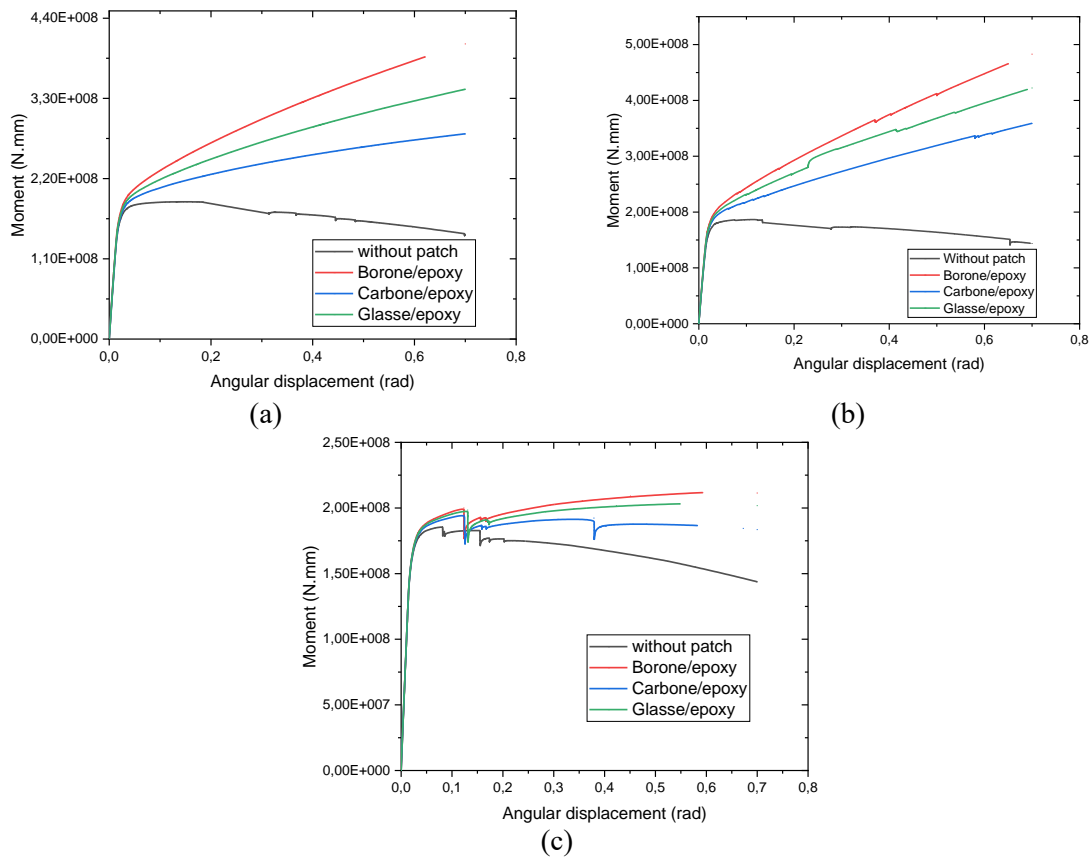 4,40E+008
3,30E+008
2,20E+008
1,10E+008
0,00E+000
Moment (N.mm)
0,0 0,2 0,4 0,6 0,8
Angular displacement (rad)
without patch
Borone/epoxy
Carbone/epoxy
Glasse/epoxy
(a)
5,00E+008
4,00E+008
3,00E+008
2,00E+008
1,00E+008
0,00E+000
Moment (N.mm)
0,0 0,2 0,4 0,6 0,8
Angular displacement (rad)
Without patch
Borone/epoxy
Carbone/epoxy
Glasse/epoxy
(b)
2,50E+008
2,00E+008
1,50E+008
1,00E+008
5,00E+007
0,00E+000
Moment (N.mm)
0,0 0,1 0,2 0,3 0,4 0,5 0,6 0,7 0,8
Angular displacement (rad)
without patch
Borone/epoxy
Carbone/epoxy
Glasse/epoxy
(c)